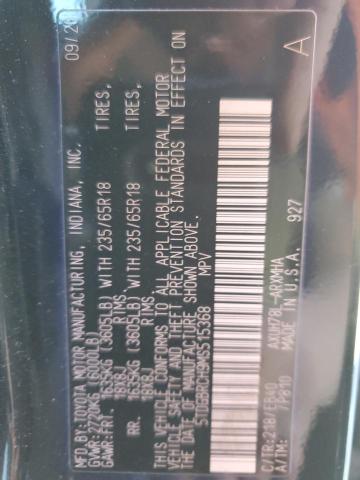 MFD.BY:TOYOTA MOTOR MANUFACTURING, INDIANA, INC. 09/20
GVWR:2720KG (6000LB)
GAWR:FRT. 1635KG (3605LB) WITH 235/65R18 TIRES,
18X8J RIMS,
RR. 1635KG (3605LB) WITH 235/65R18 TIRES,
18X8J RIMS,
THIS VEHICLE CONFORMS TO ALL APPLICABLE FEDERAL MOTOR
VEHICLE SAFETY AND THEFT PREVENTION STANDARDS IN EFFECT ON
THE DATE OF MANUFACTURE SHOWN ABOVE.
5TDGBRCH9MS515368 MPV
C/TR:218/EB40 AXUH78L-ARXMHA
A/TM: /P810 MADE IN U.S.A.
927
A